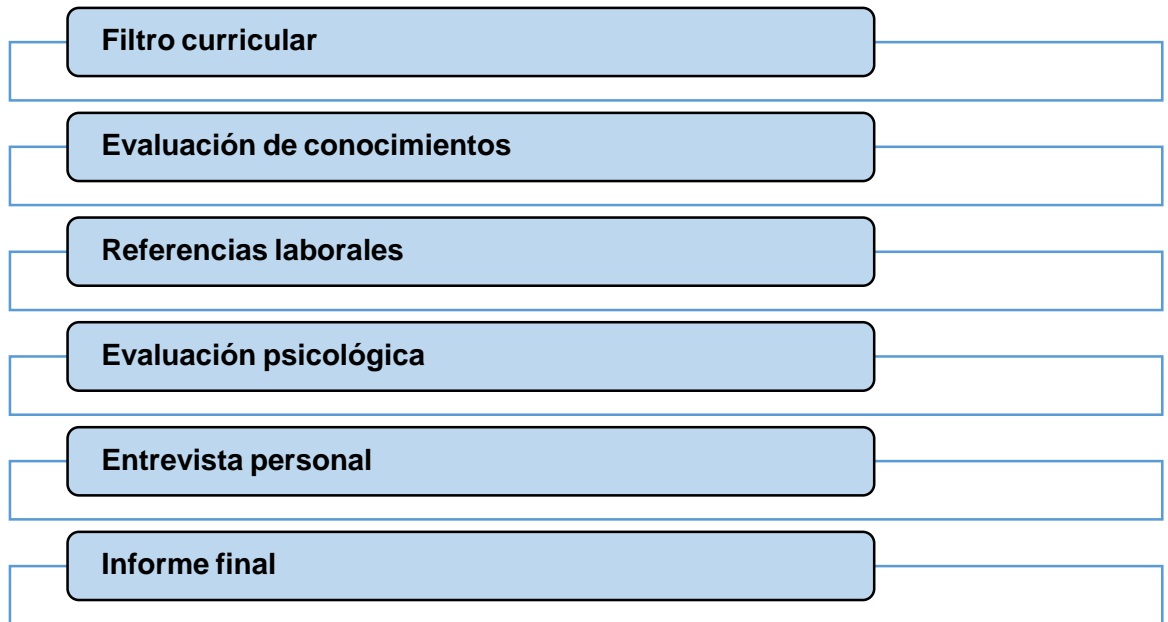 Filtro curricular
Evaluación de conocimientos
Referencias laborales
Evaluación psicológica
Entrevista personal
Informe final